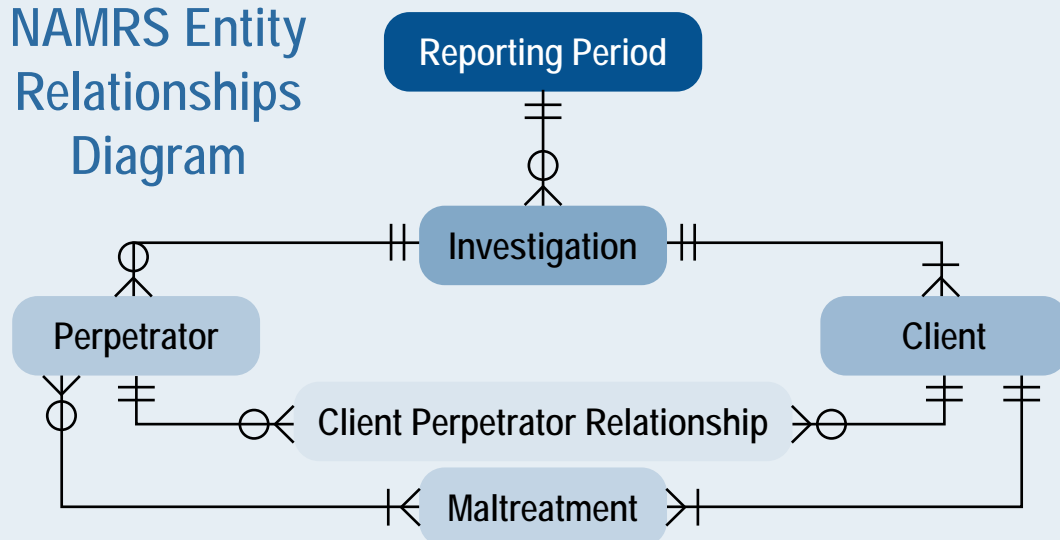 NAMRS Entity
Relationships
Diagram
Reporting Period
Investigation
Perpetrator
Client
Client Perpetrator Relationship
Maltreatment